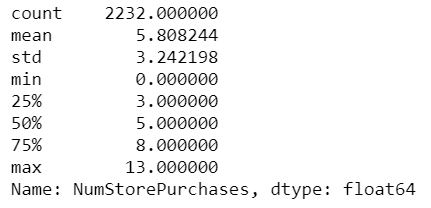 count    2232.000000
mean        5.808244
std         3.242198
min         0.000000
25%         3.000000
50%         5.000000
75%         8.000000
max        13.000000
Name: NumStorePurchases, dtype: float64